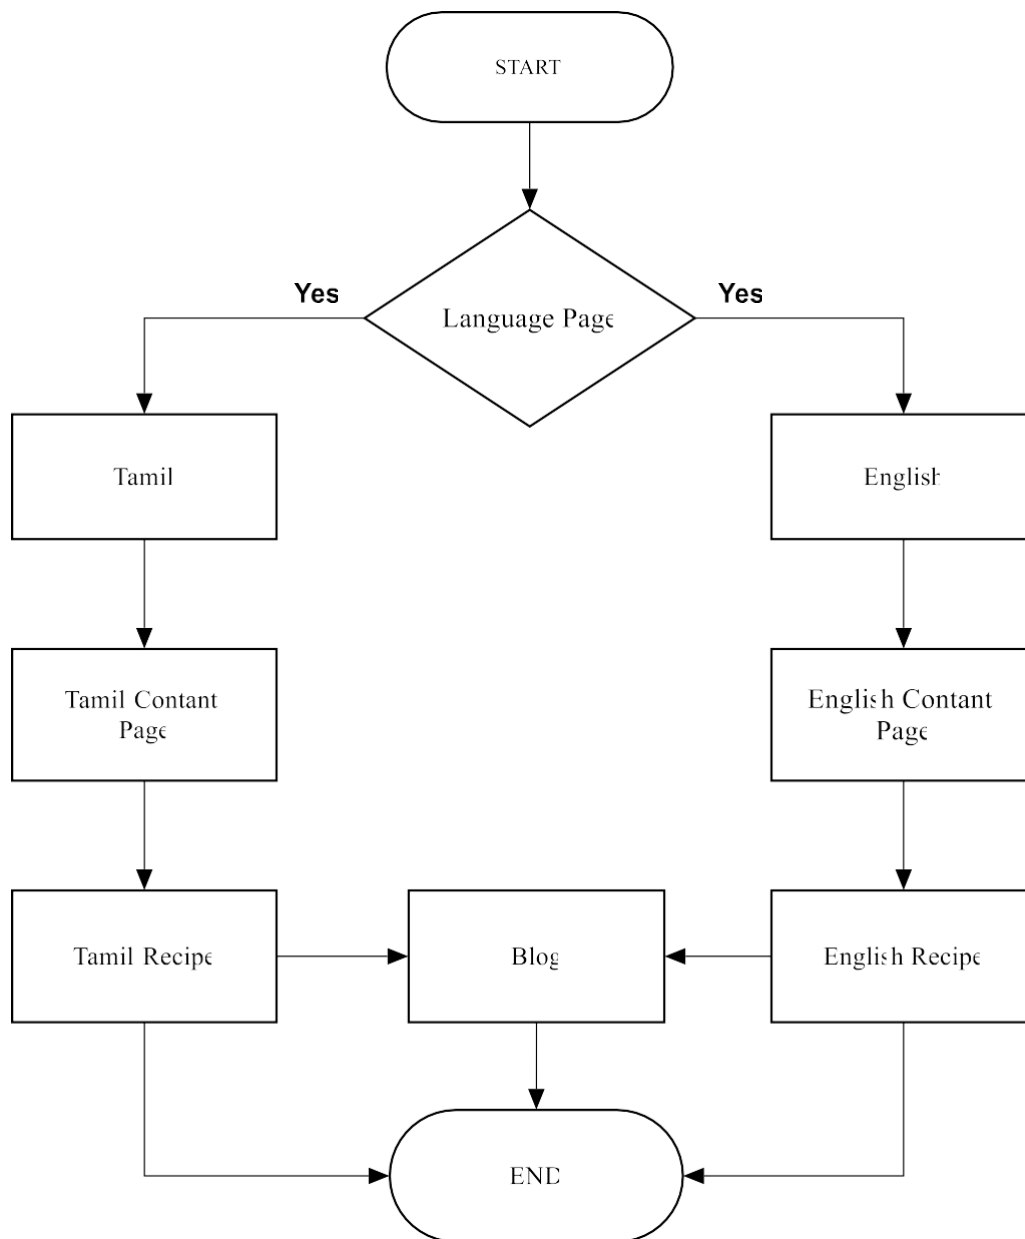 START
Yes
Yes
Language Page
Tamil
English
Tamil Contant
Page
English Contant
Page
Tamil Recipe
Blog
English Recipe
END